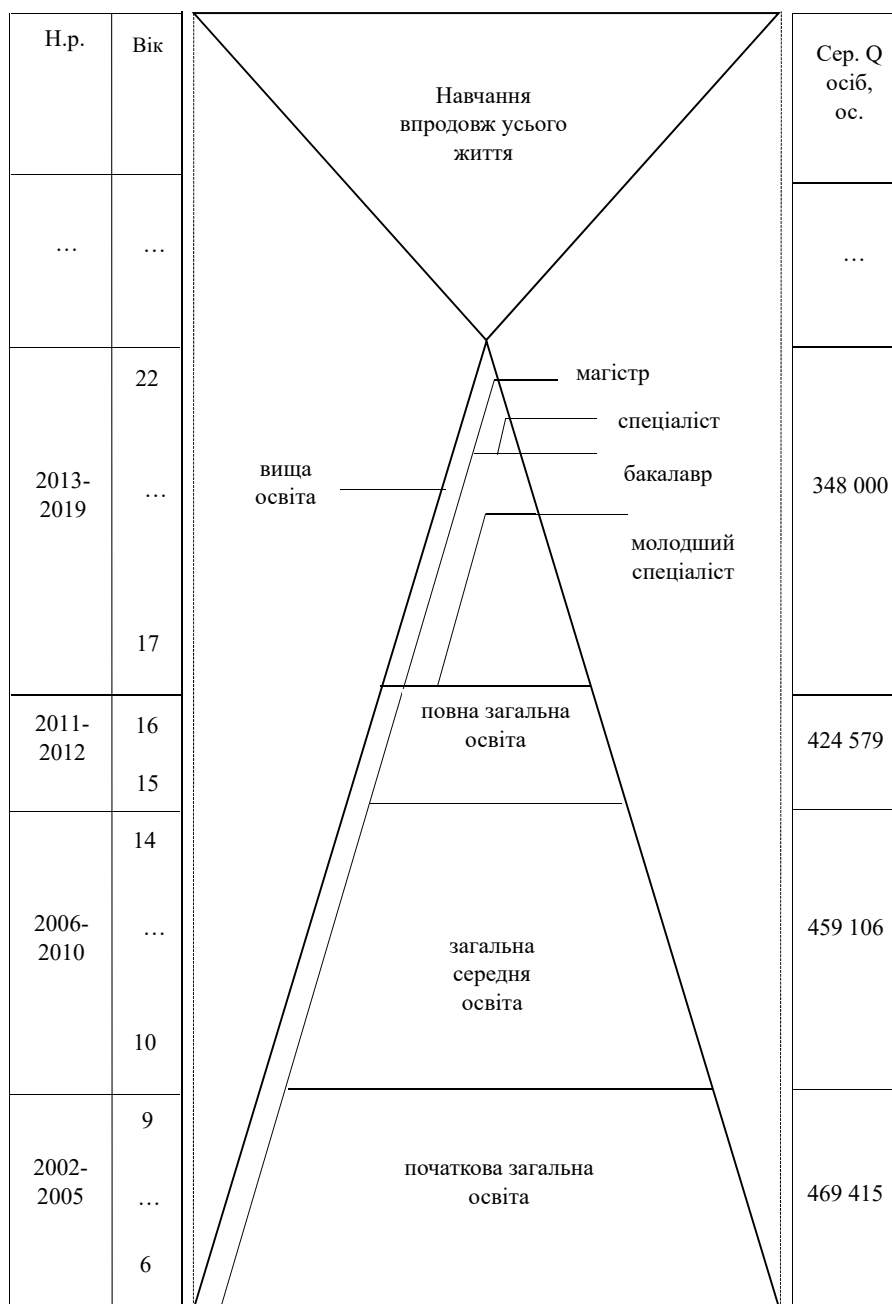 Н.р.
Вік
Сер. Q
осіб,
ос.
Навчання
впродовж усього
життя
…
…
…
22
магістр
спеціаліст
2013-
2019
…
вища
освіта
бакалавр
348 000
молодший
спеціаліст
17
2011-
2012
16
15
повна загальна
освіта
424 579
14
2006-
2010
…
10
загальна
середня
освіта
459 106
9
2002-
2005
…
6
початкова загальна
освіта
469 415